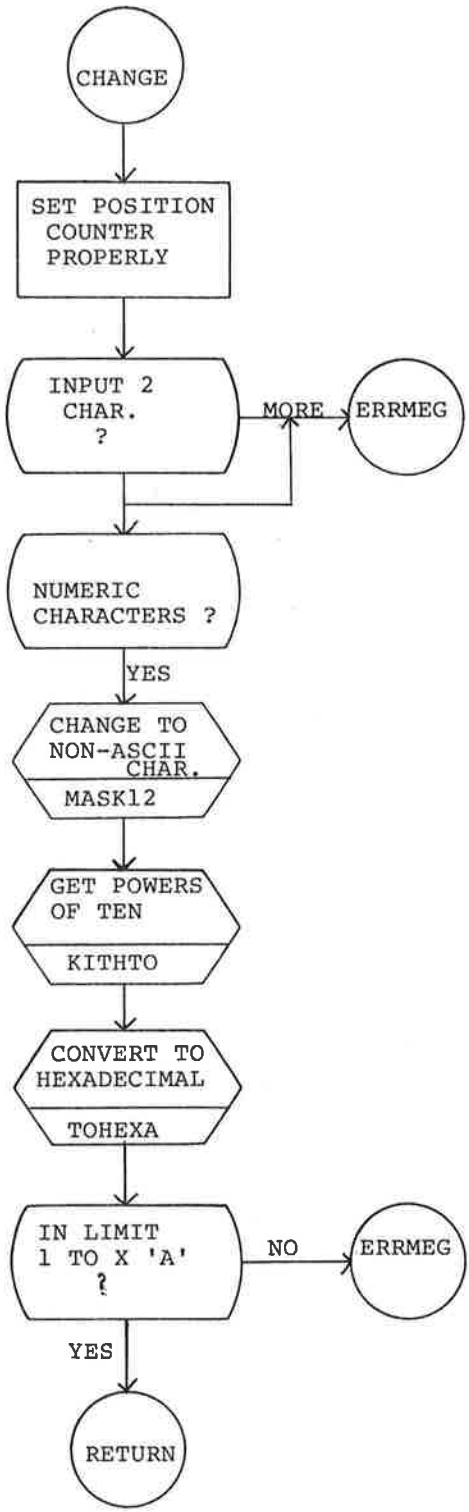 CHANGE
SET POSITION
COUNTER
PROPERLY
INPUT 2
CHAR.
?
MORE
ERRMEG
NUMERIC
CHARACTERS ?
YES
CHANGE TO
NON-ASCII
CHAR.
MASK12
GET POWERS
OF TEN
KITHTO
CONVERT TO
HEXADECIMAL
TOHEXA
IN LIMIT
1 TO X 'A'
?
NO
ERRMEG
YES
RETURN